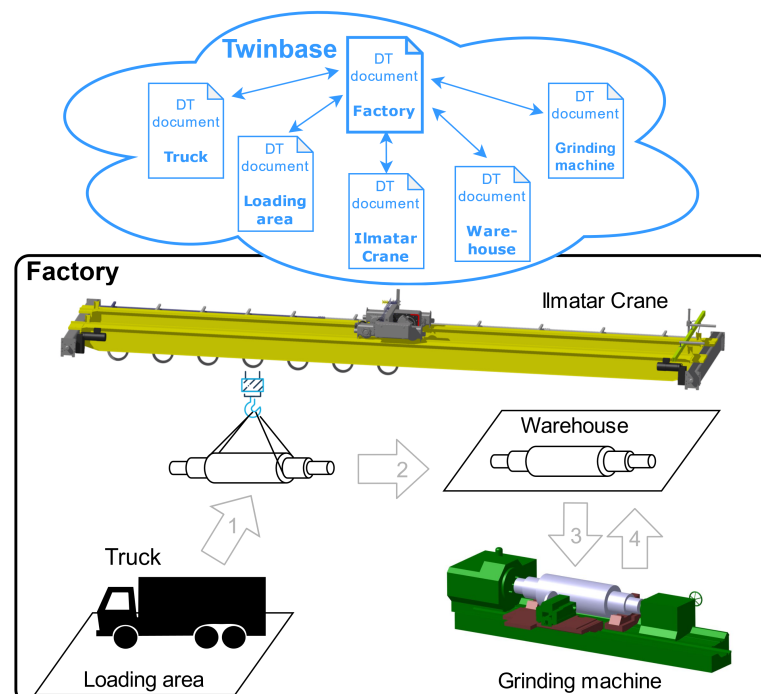 Twinbase
DT
document
Factory
DT
document
Truck
DT
document
Loading
area
DT
document
Ilmatar
Crane
DT
document
Ware-
house
DT
document
Grinding
machine
Factory
Ilmatar Crane
Warehouse
1
2
3
4
Truck
Loading area
Grinding machine